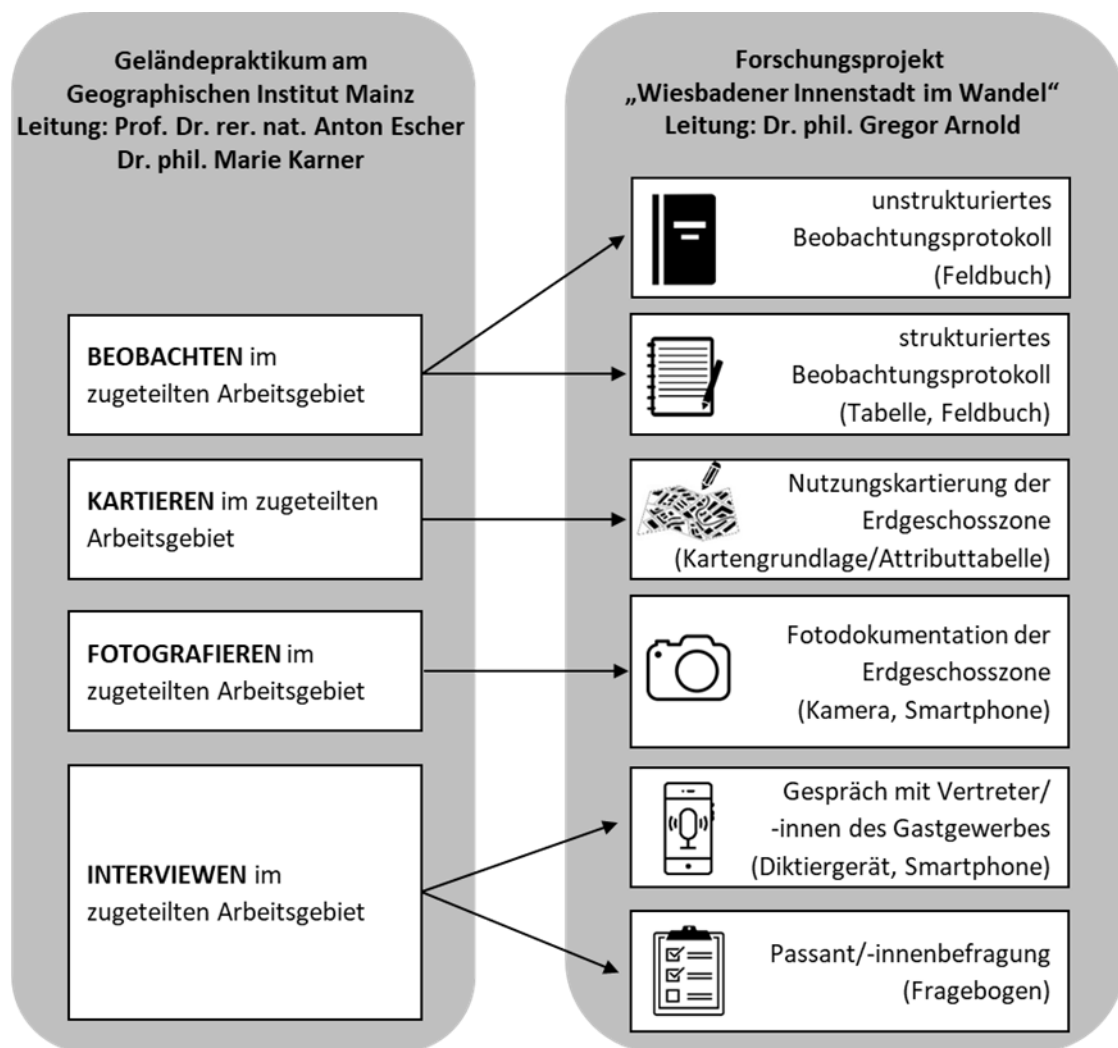 Geländepraktikum am
Geographischen Institut Mainz
Leitung: Prof. Dr. rer. nat. Anton Escher
Dr. phil. Marie Karner
BEOBACHTEN im
zugeteilten Arbeitsgebiet
KARTIEREN im zugeteilten
Arbeitsgebiet
FOTOGRAFIEREN im
zugeteilten Arbeitsgebiet
INTERVIEWEN im
zugeteilten Arbeitsgebiet
Forschungsprojekt
„Wiesbadener Innenstadt im Wandel“
Leitung: Dr. phil. Gregor Arnold
unstrukturiertes
Beobachtungsprotokoll
(Feldbuch)
strukturiertes
Beobachtungsprotokoll
(Tabelle, Feldbuch)
Nutzungskartierung der
Erdgeschosszone
(Kartengrundlage/Attributtabelle)
Fotodokumentation der
Erdgeschosszone
(Kamera, Smartphone)
Gespräch mit Vertreter/
-innen des Gastgewerbes
(Diktiergerät, Smartphone)
Passant/-innenbefragung
(Fragebogen)